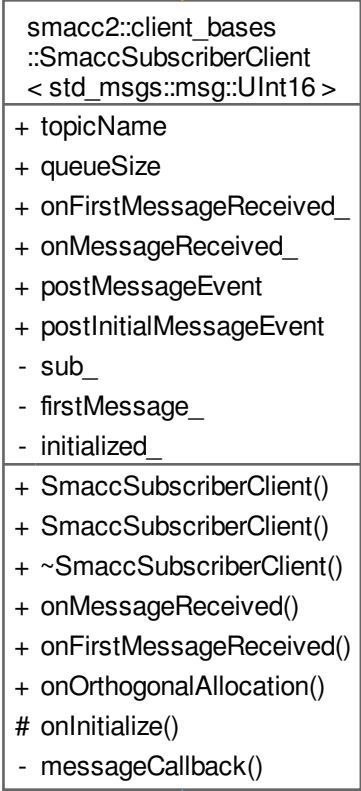 smacc2::client_bases
::SmaccSubscriberClient
< std_msgs::msg::UInt16 >
+ topicName
+ queueSize
+ onFirstMessageReceived_
+ onMessageReceived_
+ postMessageEvent
+ postInitialMessageEvent
- sub_
- firstMessage_
- initialized_
+ SmaccSubscriberClient()
+ SmaccSubscriberClient()
+ ~SmaccSubscriberClient()
+ onMessageReceived()
+ onFirstMessageReceived()
+ onOrthogonalAllocation()
# onInitialize()
- messageCallback()